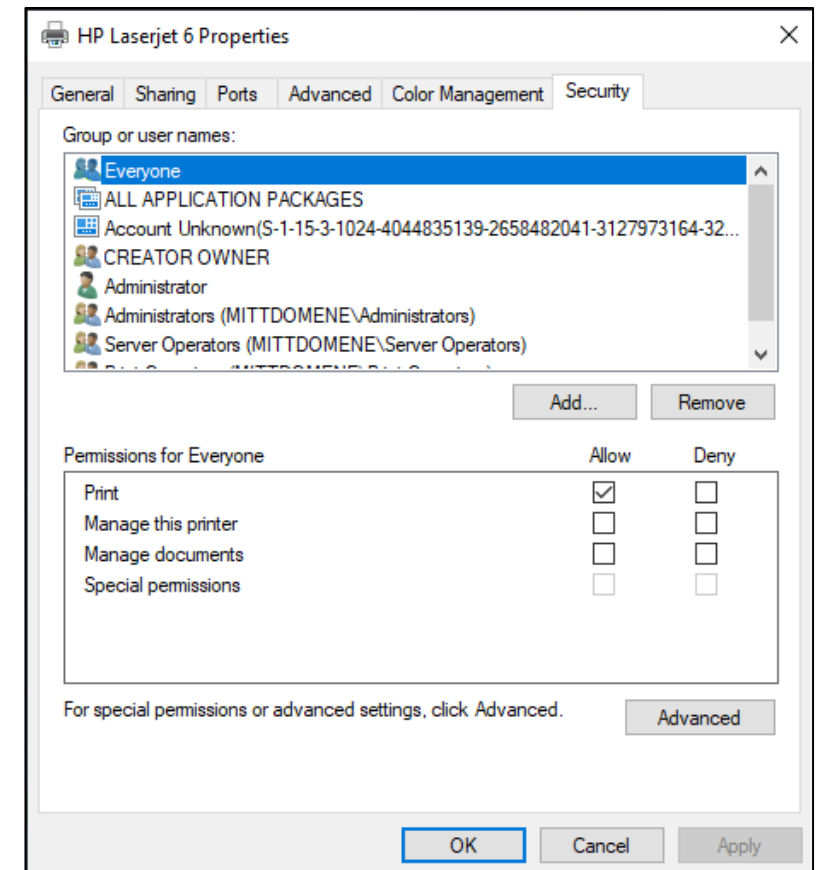 HP Laserjet 6 Properties
General Sharing Ports Advanced Color Management Security
Group or user names:
Everyone
ALL APPLICATION PACKAGES
Account Unknown(S-1-15-3-1024-4044835139-2658482041-3127973164-32...
CREATOR OWNER
Administrator
Administrators (MITTDOMENE\Administrators)
Server Operators (MITTDOMENE\Server Operators)
Add... Remove
Permissions for Everyone Allow Deny
Print
Manage this printer
Manage documents
Special permissions
For special permissions or advanced settings, click Advanced. Advanced
OK Cancel Apply